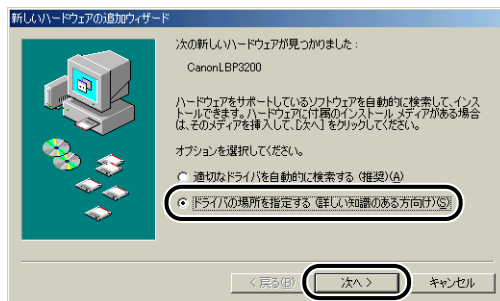 新しいハードウェアの追加ウィザード
次の新しいハードウェアが見つかりました :
CanonLBP3200
ハードウェアをサポートしているソフトウェアを自動的に検索して、インス
トールできます。ハードウェアに付属のインストール メディアがある場合
は、そのメディアを挿入して、[次へ] をクリックしてください。
オプションを選択してください。
適切なドライバを自動的に検索する (推奨)(A)
ドライバの場所を指定する (詳しい知識のある方向け)(S)
< 戻る(B)
次へ >
キャンセル